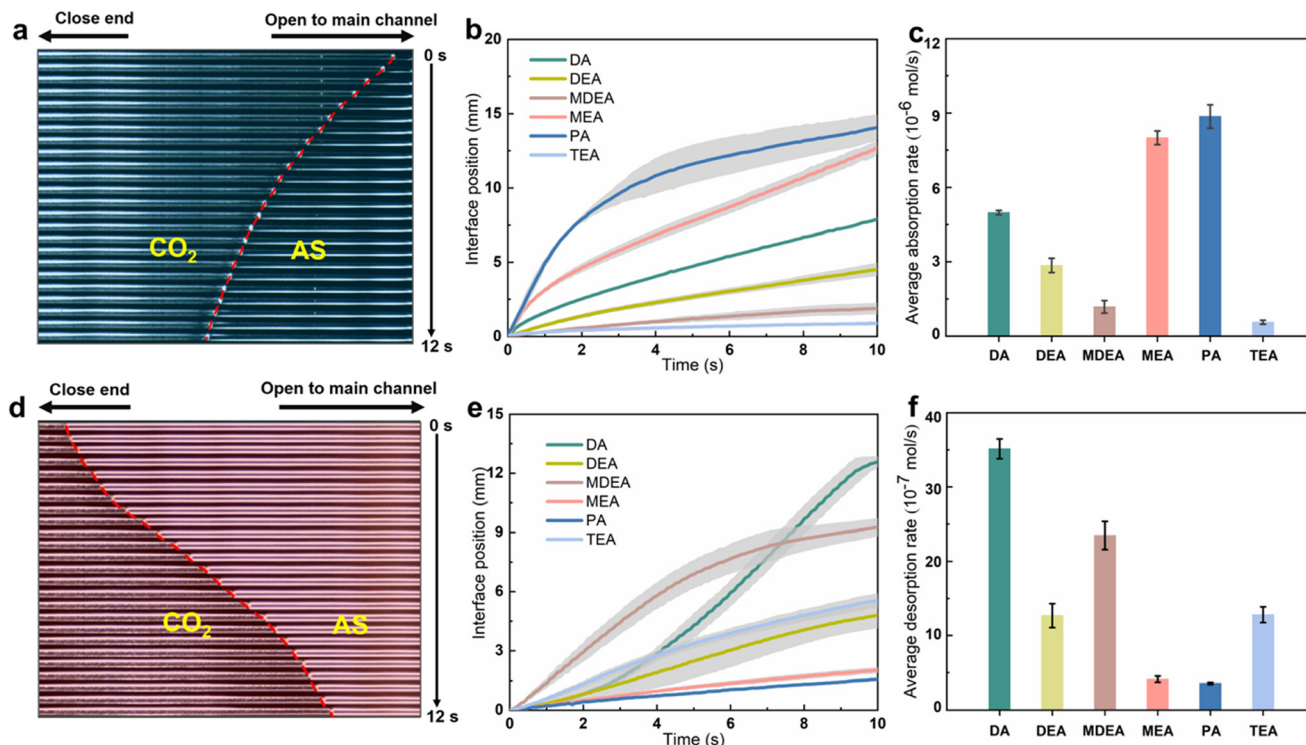 a
Close end
Open to main channel
0 s
CO2
AS
12 s
b
Interface position (mm)
20
15
10
5
0
DA
DEA
MDEA
MEA
PA
TEA
0 2 4 6 8 10
Time (s)
c
Average absorption rate (10⁻⁶ mol/s)
12
9
6
3
0
DA DEA MDEA MEA PA TEA
d
Close end
Open to main channel
0 s
CO2
AS
12 s
e
Interface position (mm)
15
12
9
6
3
0
DA
DEA
MDEA
MEA
PA
TEA
0 2 4 6 8 10
Time (s)
f
Average desorption rate (10⁻⁷ mol/s)
40
30
20
10
0
DA DEA MDEA MEA PA TEA